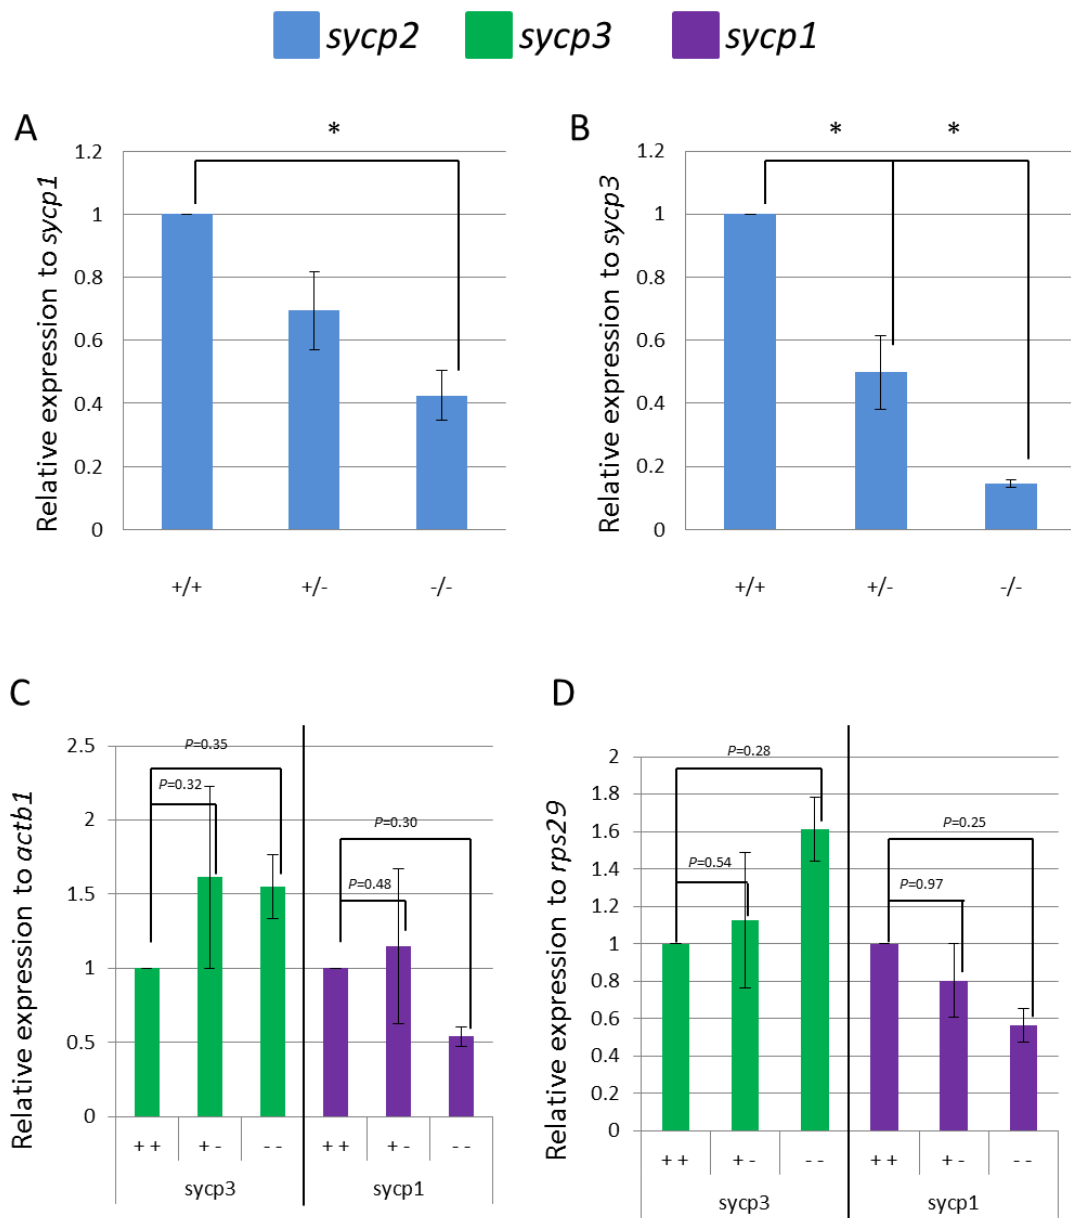 sycp2 sycp3 sycp1
A
*
Relative expression to sycp1
1.2
1
0.8
0.6
0.4
0.2
0
+/+ +/- -/-
B
* *
Relative expression to sycp3
1.2
1
0.8
0.6
0.4
0.2
0
+/+ +/- -/-
C
Relative expression to actb1
2.5
2
1.5
1
0.5
0
P=0.35
P=0.32
P=0.30
P=0.48
+ + + - - - + + + - - -
sycp3 sycp1
D
Relative expression to rps29
2
1.8
1.6
1.4
1.2
1
0.8
0.6
0.4
0.2
0
P=0.28
P=0.54
P=0.25
P=0.97
+ + + - - - + + + - - -
sycp3 sycp1